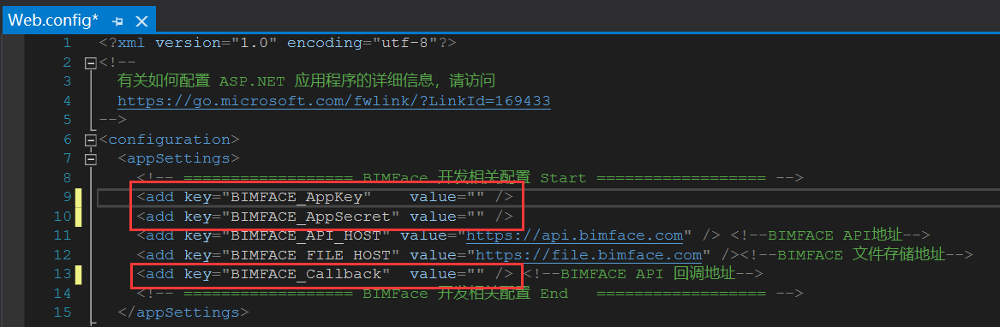 Web.config*
1 <?xml version="1.0" encoding="utf-8"?>
2 <!--
3 有关如何配置 ASP.NET 应用程序的详细信息，请访问
4 https://go.microsoft.com/fwlink/?LinkId=169433
5 -->
6 <configuration>
7 <appSettings>
8 <!-- ================== BIMFace 开发相关配置 Start ================== -->
9 <add key="BIMFACE_AppKey"    value="" />
10 <add key="BIMFACE_AppSecret" value="" />
11 <add key="BIMFACE_API_HOST" value="https://api.bimface.com" /> <!--BIMFACE API地址-->
12 <add key="BIMFACE_FILE_HOST" value="https://file.bimface.com" /><!--BIMFACE 文件存储地址-->
13 <add key="BIMFACE_Callback"  value="" /> <!--BIMFACE API 回调地址-->
14 <!-- ================== BIMFace 开发相关配置 End   ================== -->
15 </appSettings>